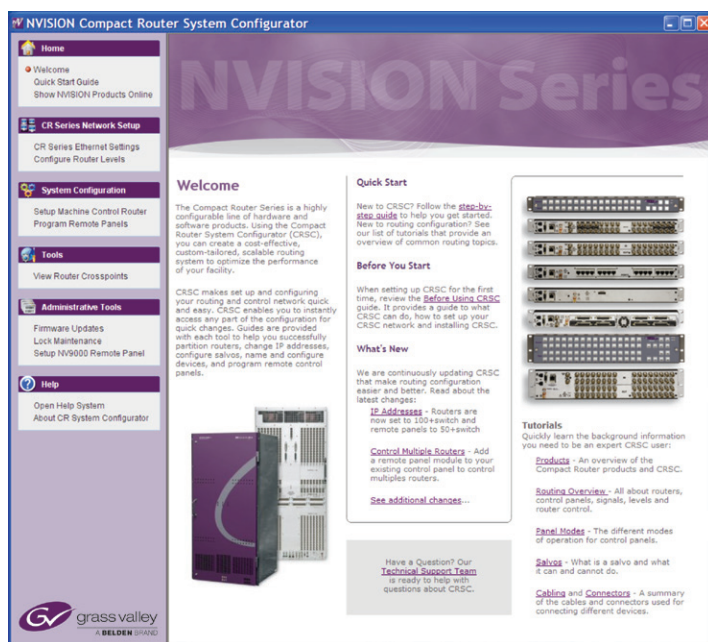 NVISION Compact Router System Configurator
Home
Welcome
Quick Start Guide
Show NVISION Products Online
CR Series Network Setup
CR Series Ethernet Settings
Configure Router Levels
System Configuration
Setup Machine Control Router
Program Remote Panels
Tools
View Router Crosspoints
Administrative Tools
Firmware Updates
Lock Maintenance
Setup NV9000 Remote Panel
Help
Open Help System
About CR System Configurator
grass valley
A BELDEN BRAND
NVISION Series
Welcome
The Compact Router Series is a highly
configurable line of hardware and
software products. Using the Compact
Router System Configurator (CRSC),
you can create a cost-effective,
custom-tailored, scalable routing
system to optimize the performance
of your facility.
CRSC makes set up and configuring
your routing and control network quick
and easy. CRSC enables you to instantly
access any part of the configuration for
quick changes. Guides are provided
with each tool to help you successfully
partition routers, change IP addresses,
configure salvos, name and configure
devices, and program remote control
panels.
Quick Start
New to CRSC? Follow the step-by-
step guide to help you get started.
New to routing configuration? See
our list of tutorials that provide an
overview of common routing topics.
Before You Start
When setting up CRSC for the first
time, review the Before Using CRSC
guide. It provides a guide to what
CRSC can do, how to set up your
CRSC network and installing CRSC.
What's New
We are continuously updating CRSC
that make routing configuration
easier and better. Read about the
latest changes:
IP Addresses - Routers are
now set to 100+switch and
remote panels to 50+switch
Control Multiple Routers - Add
a remote panel module to your
existing control panel to control
multiple routers.
See additional changes...
Have a Question? Our
Technical Support Team
is ready to help with
questions about CRSC.
Tutorials
Quickly learn the background information
you need to be an expert CRSC user:
Products - An overview of the
Compact Router products and CRSC.
Routing Overview - All about routers,
control panels, signals, levels and
router control.
Panel Modes - The different modes
of operation for control panels.
Salvos - What is a salvo and what
it can and cannot do.
Cabling and Connectors - A summary
of the cables and connectors used for
connecting different devices.